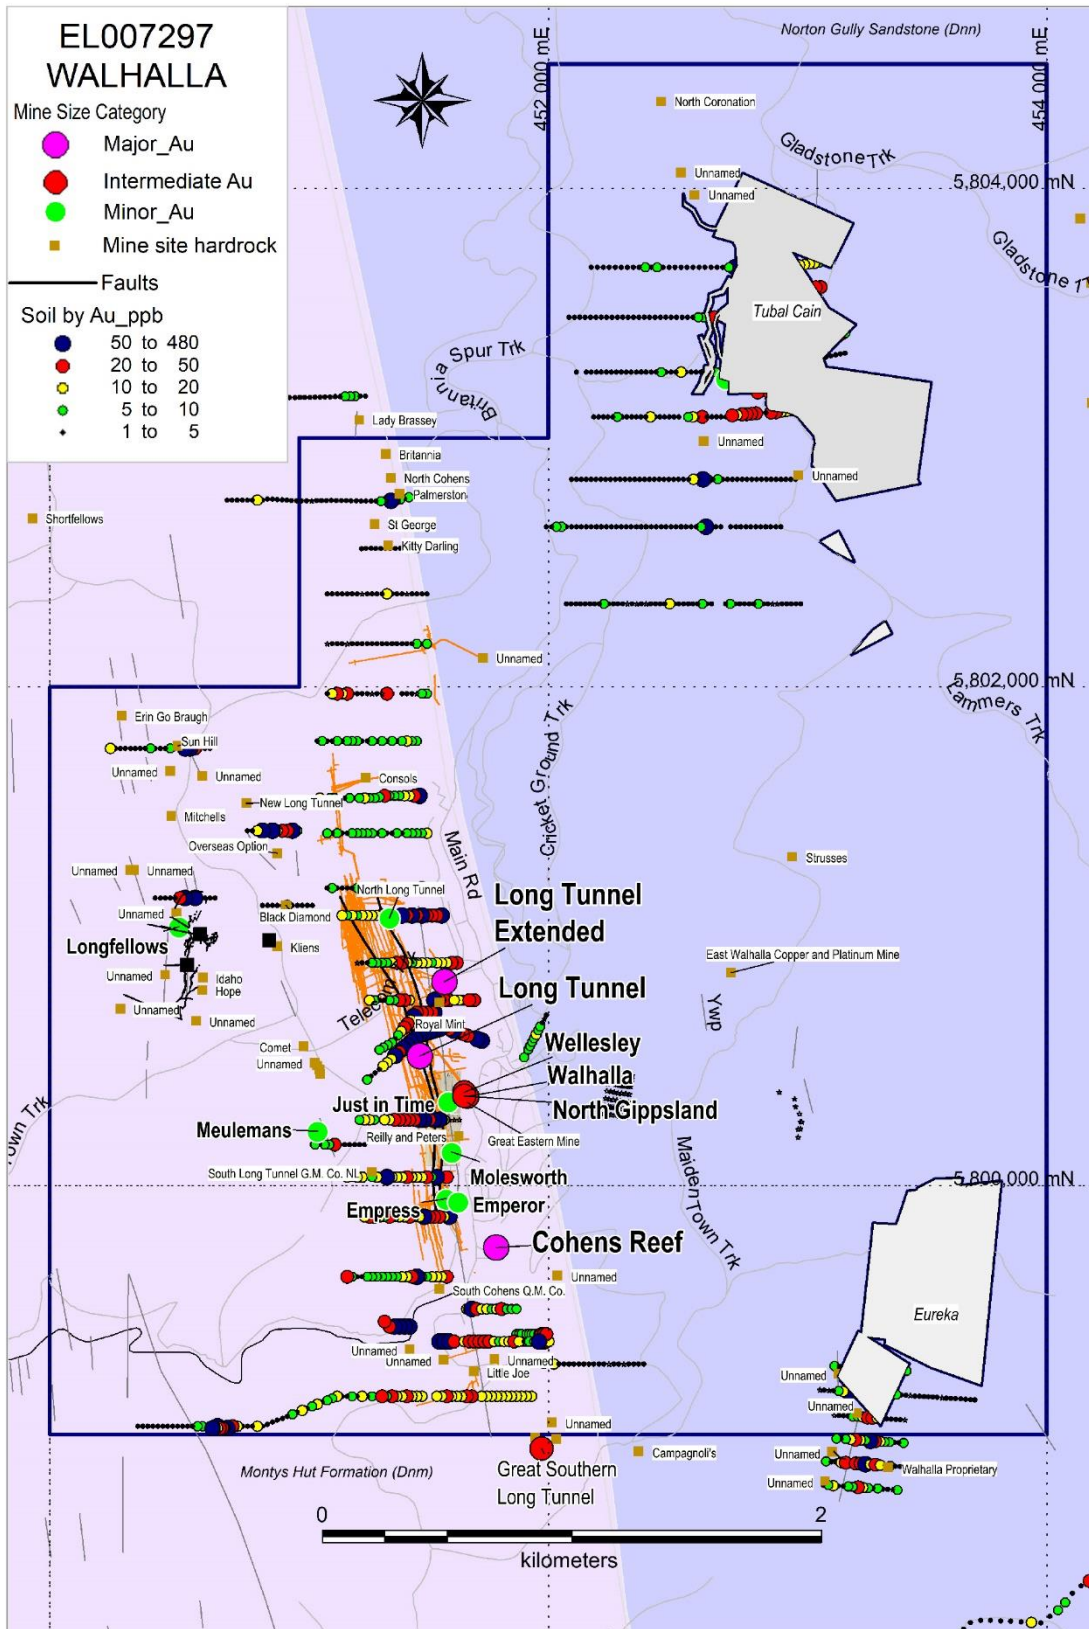 EL007297
WALHALLA
Mine Size Category
Major_Au
Intermediate Au
Minor_Au
Mine site hardrock
Faults
Soil by Au_ppb
50 to 480
20 to 50
10 to 20
5 to 10
1 to 5
Norton Gully Sandstone (Dnn)
452,000 mE
454,000 mE
North Coronation
Gladstone Trk
Unnamed
Unnamed
5,804,000 mN
Gladstone 1 T
Tubal Cain
Britania Spur Trk
Lady Brassey
Britannia
North Cohens
Palmerston
Unnamed
Unnamed
Shortfellows
St George
Kitty Darling
Unnamed
5,802,000 mN
Lammers Trk
Erin Go Braugh
Sun Hill
Unnamed
Unnamed
Consols
Cricket Ground Trk
New Long Tunnel
Mitchells
Main Rd
Overseas Option
Strusses
Unnamed
Unnamed
North Long Tunnel
Long Tunnel
Extended
Unnamed
Black Diamond
Longfellows
Kliens
East Walhalla Copper and Platinum Mine
Unnamed
Idaho
Hope
Long Tunnel
Unnamed
Unnamed
Telecom
Royal Mint
Ywp
Comet
Unnamed
Wellesley
Walhalla
Just in Time
North Gippsland
Town Trk
Meulemans
Reilly and Peters
Great Eastern Mine
South Long Tunnel G.M. Co. NL
Molesworth
5,800,000 mN
Empress
Emperor
Maiden Town Trk
Cohens Reef
Unnamed
South Cohens Q.M. Co.
Eureka
Unnamed
Unnamed
Unnamed
Little Joe
Unnamed
Unnamed
Unnamed
Unnamed
Campagnoli's
Walhalla Proprietary
Unnamed
Montys Hut Formation (Dnm)
Great Southern
Long Tunnel
0
2
kilometers